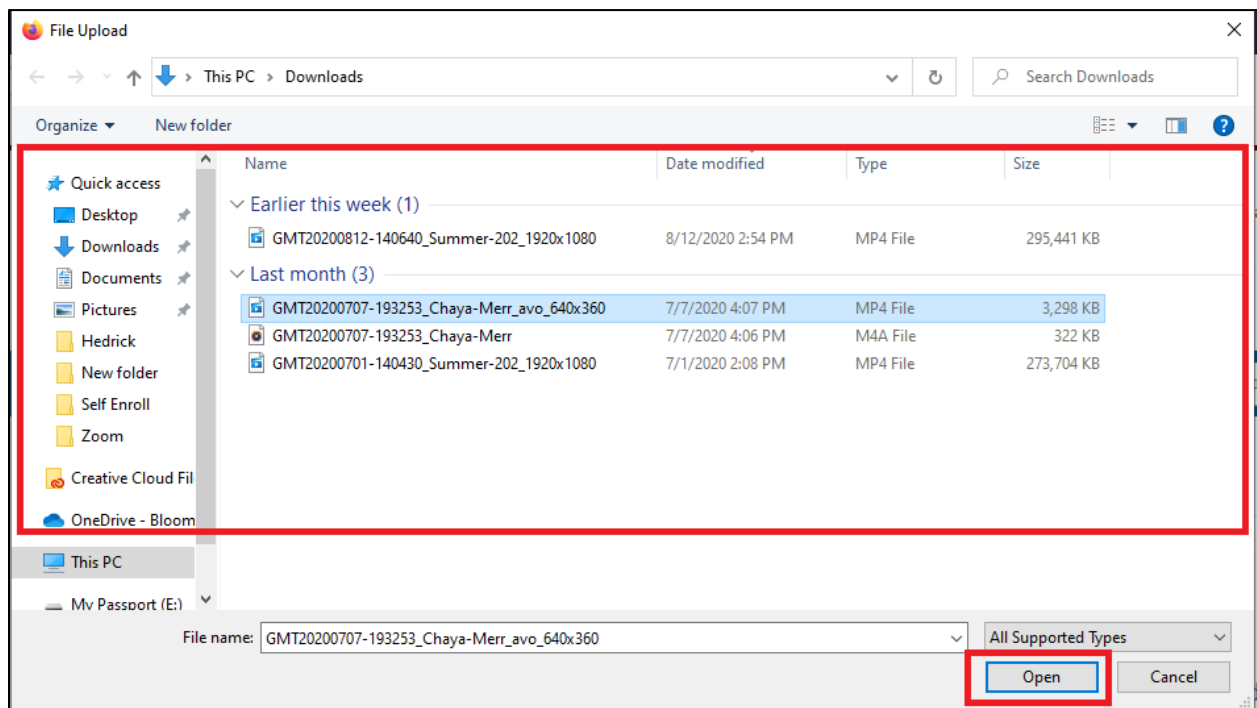 File Upload
This PC > Downloads
Search Downloads
Organize
New folder
?
Name Date modified Type Size
Quick access
Desktop
Downloads
Documents
Pictures
Hedrick
New folder
Self Enroll
Zoom
Creative Cloud Fil
OneDrive - Bloom
This PC
My Passport (E:)
Earlier this week (1)
GMT20200812-140640_Summer-202_1920x1080 8/12/2020 2:54 PM MP4 File 295,441 KB
Last month (3)
GMT20200707-193253_Chaya-Merr_avo_640x360 7/7/2020 4:07 PM MP4 File 3,298 KB
GMT20200707-193253_Chaya-Merr 7/7/2020 4:06 PM M4A File 322 KB
GMT20200701-140430_Summer-202_1920x1080 7/1/2020 2:08 PM MP4 File 273,704 KB
File name: GMT20200707-193253_Chaya-Merr_avo_640x360 All Supported Types
Open Cancel